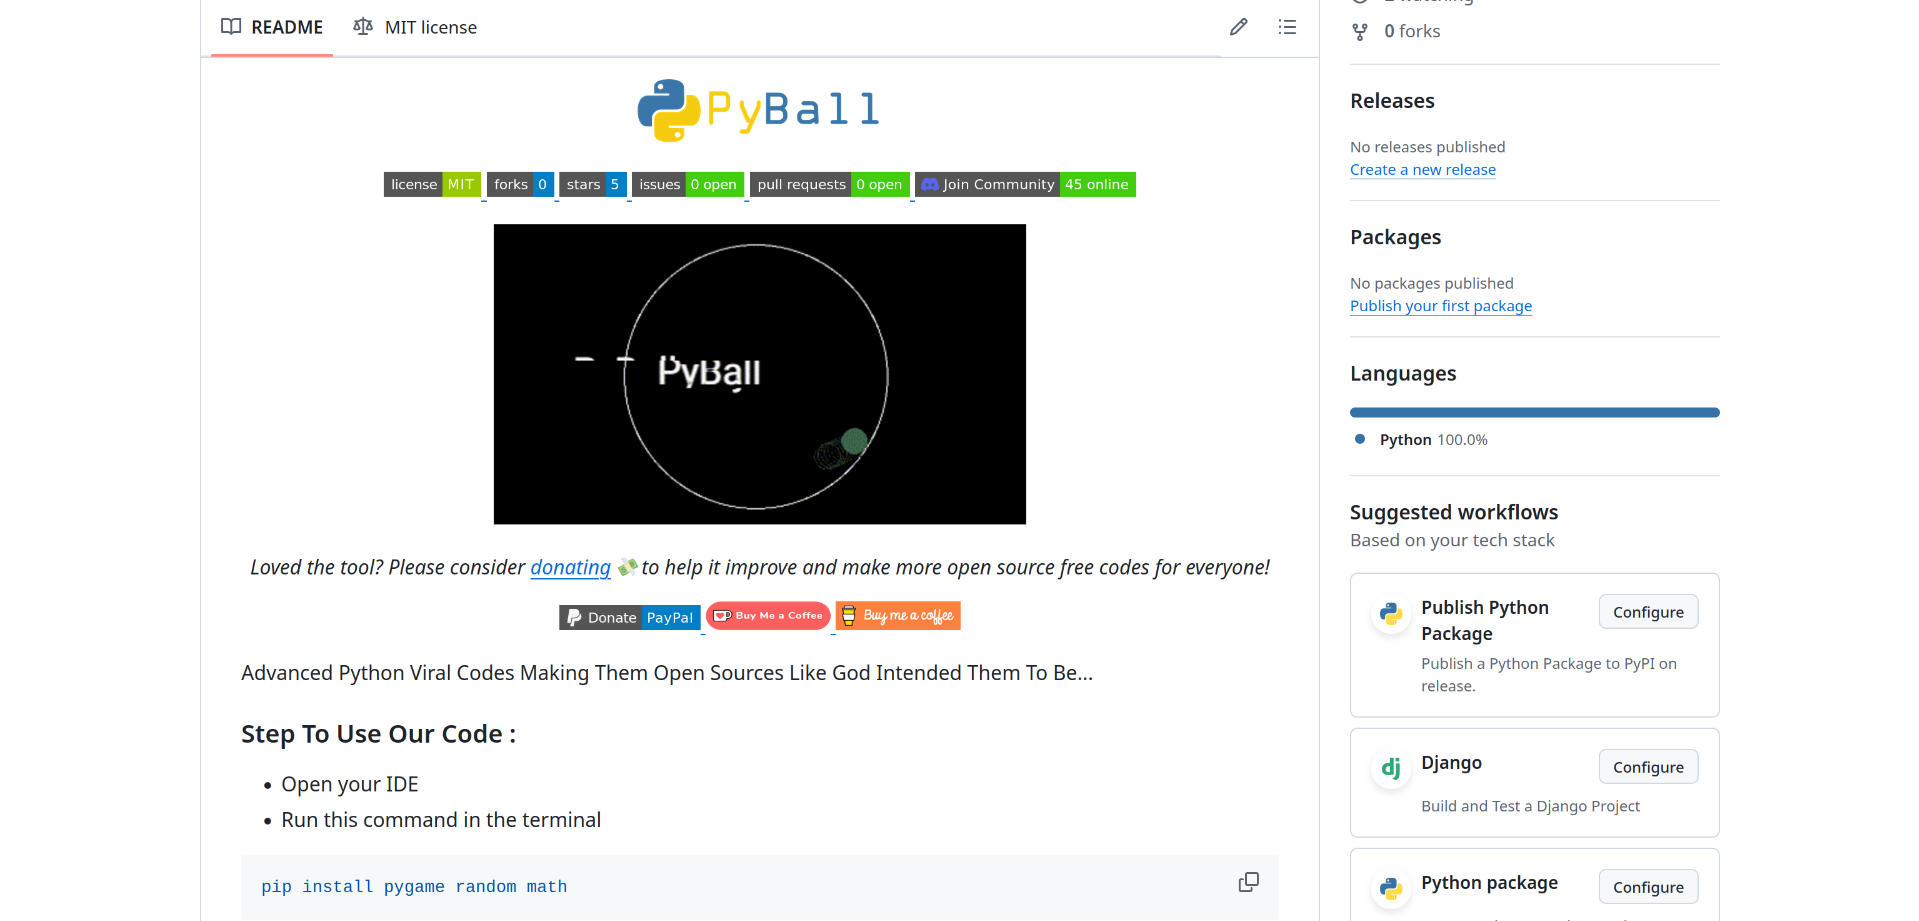 README
MIT license
PyBall
license MIT forks 0 stars 5 issues 0 open pull requests 0 open Join Community 45 online
PyBall
Loved the tool? Please consider donating 💸 to help it improve and make more open source free codes for everyone!
Donate PayPal Buy Me a Coffee Buy me a coffee
Advanced Python Viral Codes Making Them Open Sources Like God Intended Them To Be...
Step To Use Our Code :
• Open your IDE
• Run this command in the terminal
pip install pygame random math
0 forks
Releases
No releases published
Create a new release
Packages
No packages published
Publish your first package
Languages
Python 100.0%
Suggested workflows
Based on your tech stack
Publish Python
Package
Configure
Publish a Python Package to PyPI on
release.
dj
Django
Configure
Build and Test a Django Project
Python package
Configure